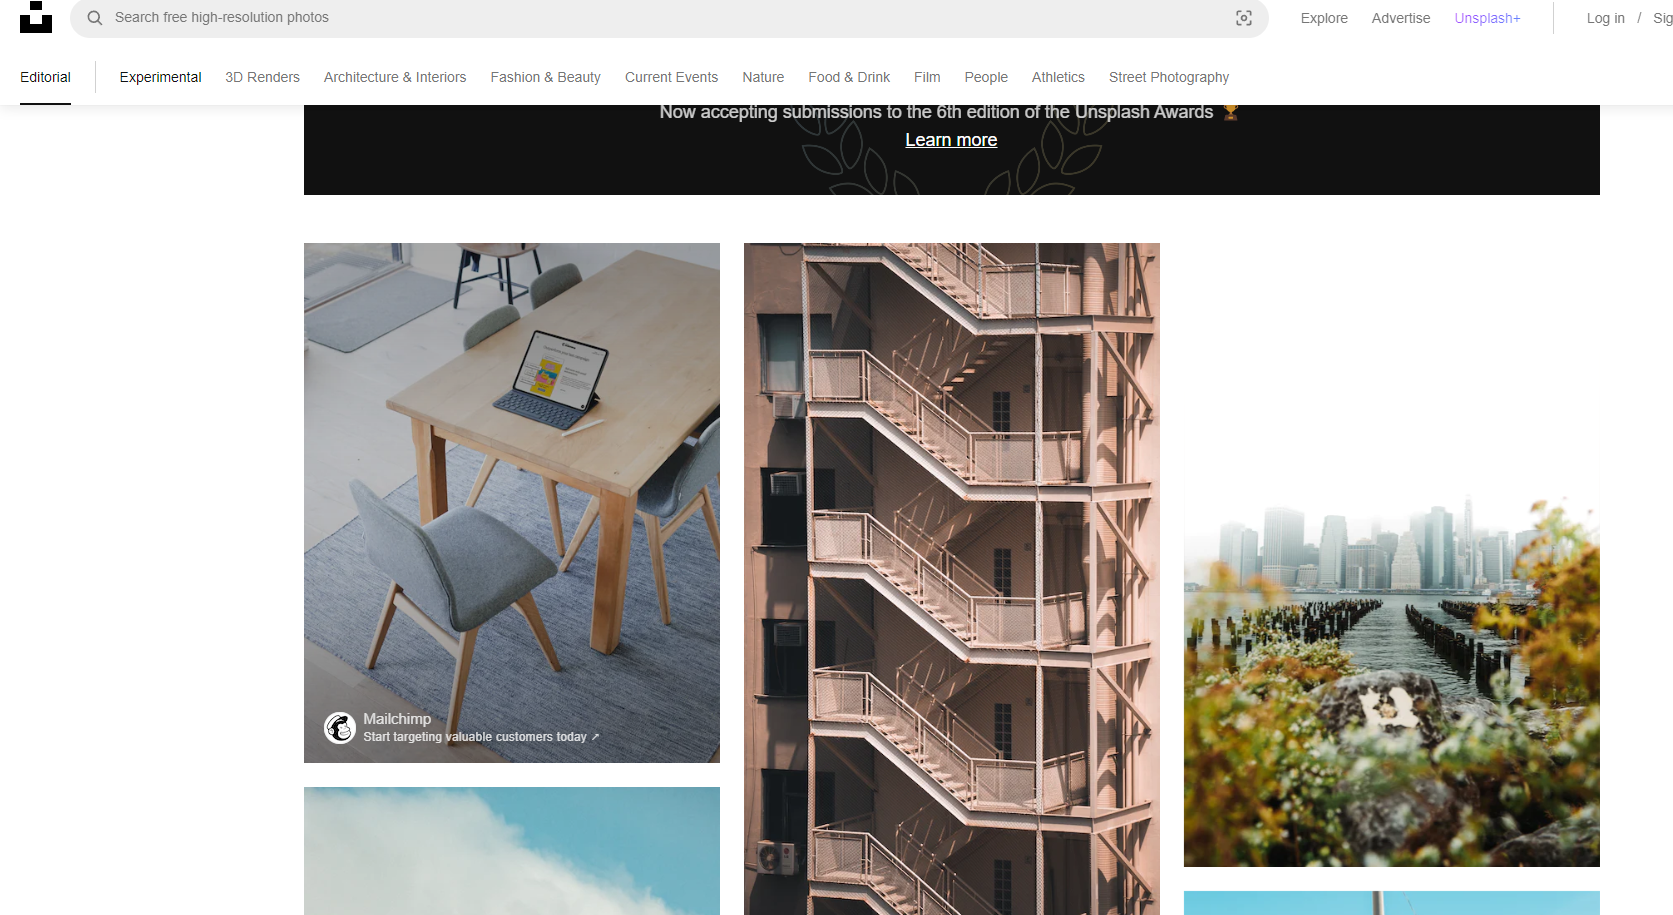 Search free high-resolution photos
Explore Advertise Unsplash+ Log in / Sig
Editorial Experimental 3D Renders Architecture & Interiors Fashion & Beauty Current Events Nature Food & Drink Film People Athletics Street Photography
Now accepting submissions to the 6th edition of the Unsplash Awards 🏆
Learn more
Mailchimp
Start targeting valuable customers today ↗